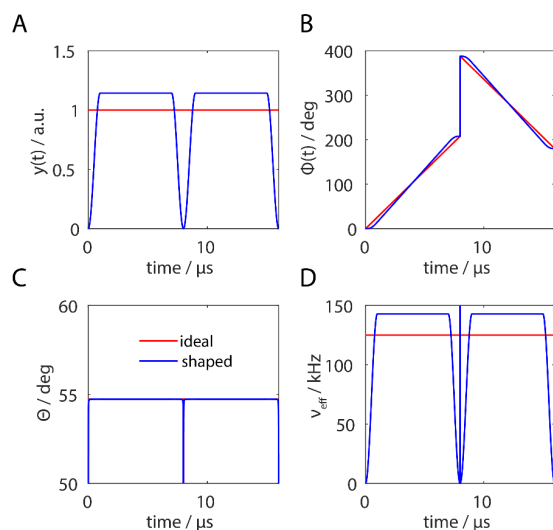 A
y(t) / a.u.
1.5
1
0.5
0
0
10
time / μs
B
Φ(t) / deg
400
300
200
100
0
0
10
time / μs
C
Θ / deg
60
55
50
ideal
shaped
0
10
time / μs
D
νeff / kHz
150
100
50
0
0
10
time / μs